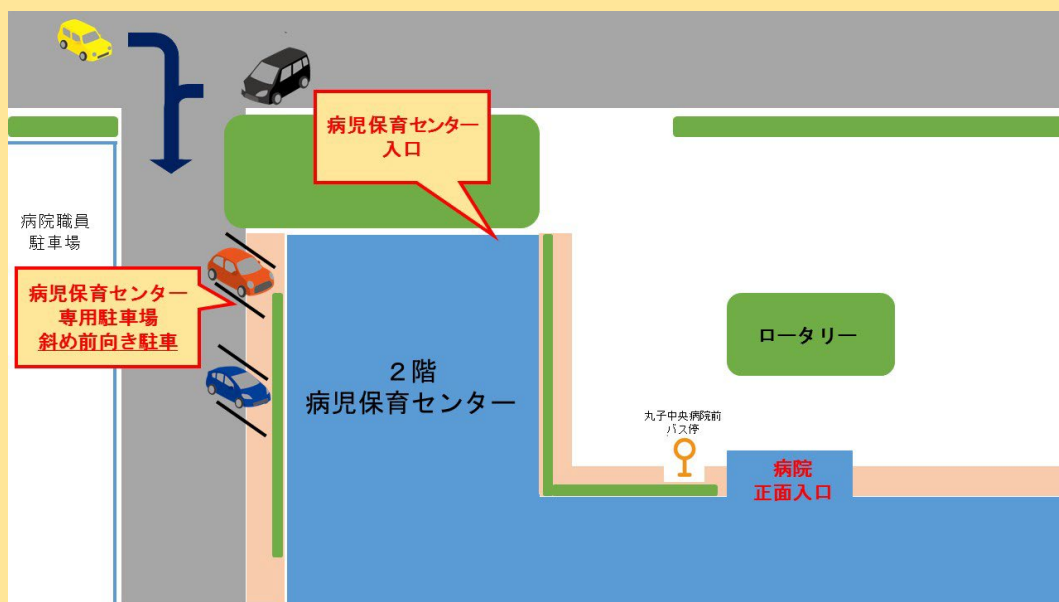 病児保育センター
入口
病院職員
駐車場
病児保育センター
専用駐車場
斜め前向き駐車
２階
病児保育センター
ロータリー
丸子中央病院前
バス停
病院
正面入口